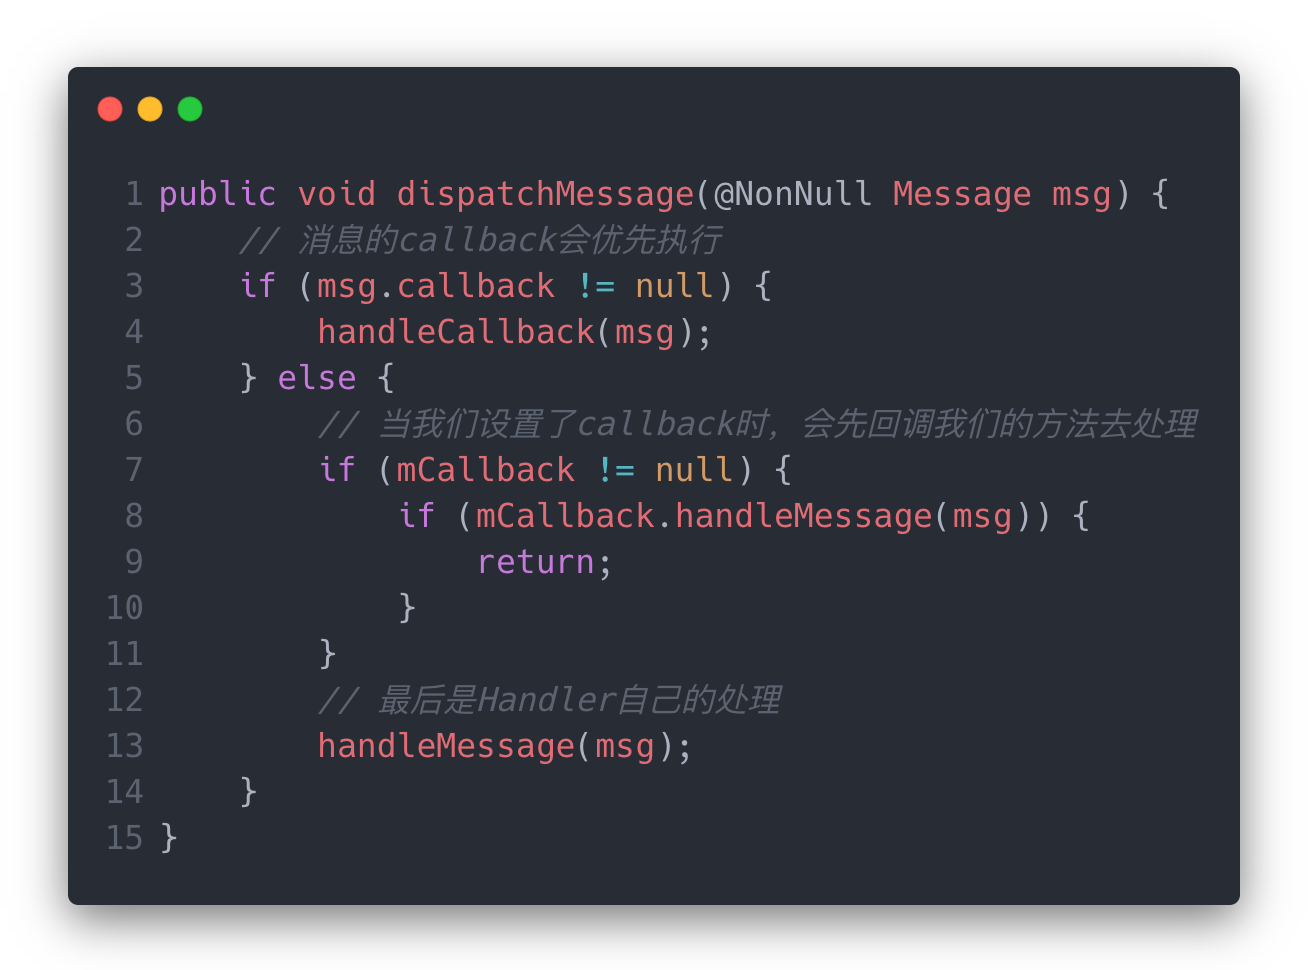 1 public void dispatchMessage(@NonNull Message msg) {
2     // 消息的callback会优先执行
3     if (msg.callback != null) {
4         handleCallback(msg);
5     } else {
6         // 当我们设置了callback时，会先回调我们的方法去处理
7         if (mCallback != null) {
8             if (mCallback.handleMessage(msg)) {
9                 return;
10             }
11         }
12         // 最后是Handler自己的处理
13         handleMessage(msg);
14     }
15 }